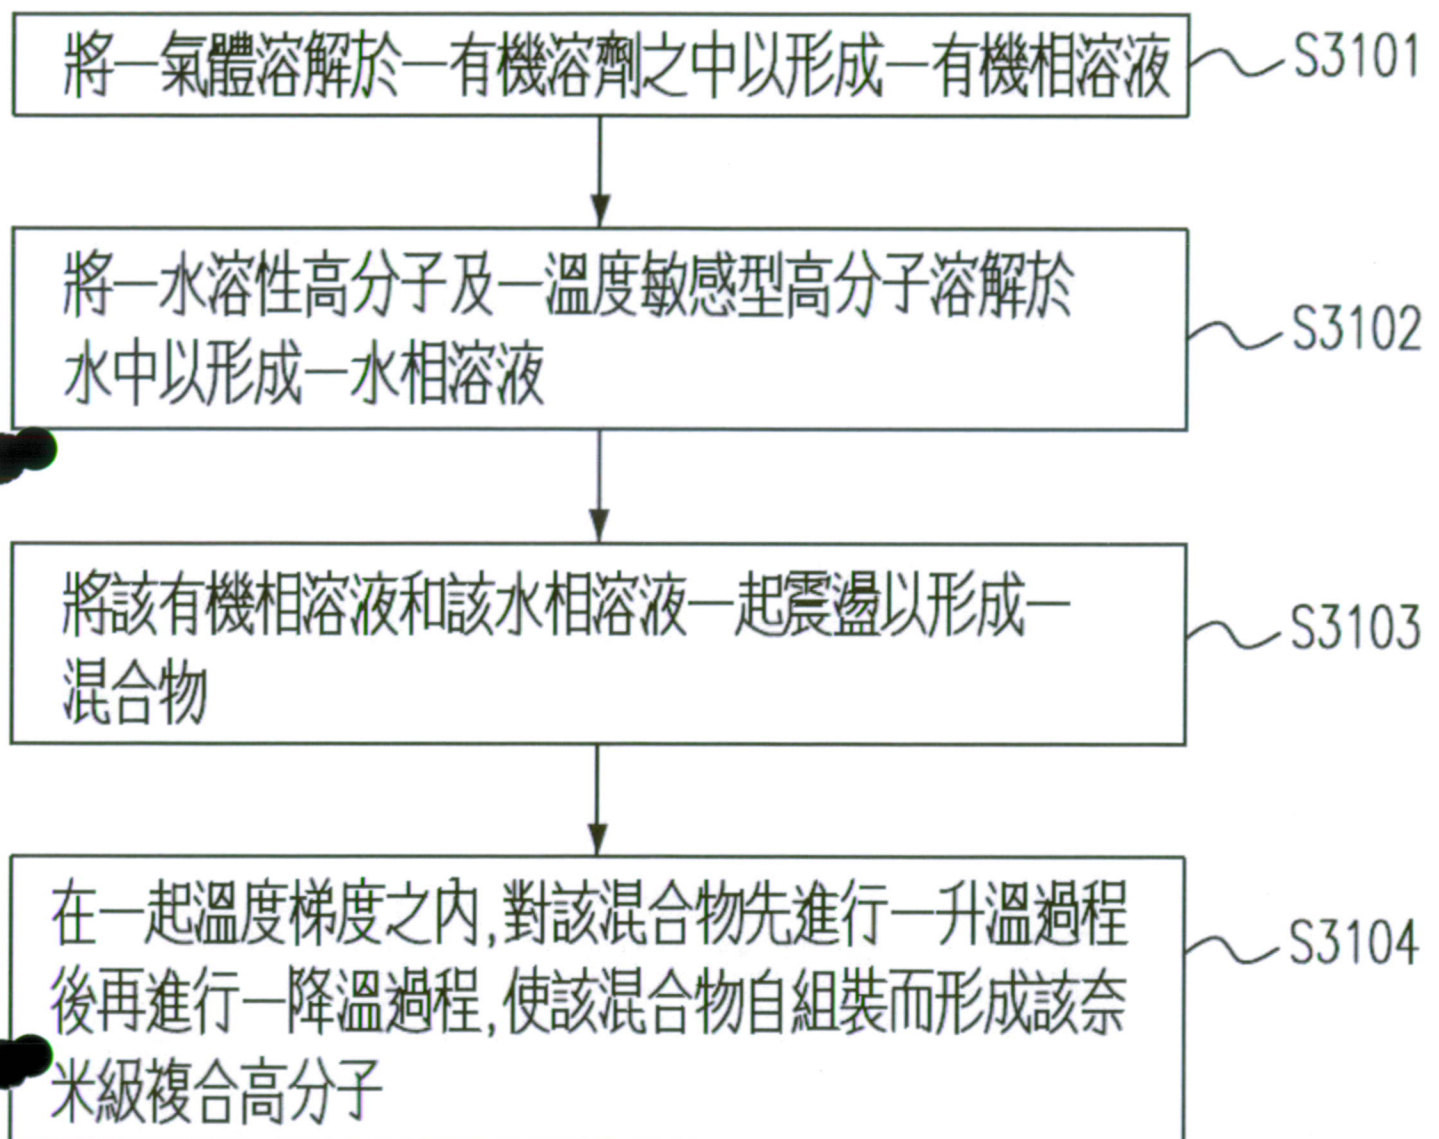 將一氣體溶解於一有機溶劑之中以形成一有機相溶液
S3101
將一水溶性高分子及一溫度敏感型高分子溶解於
水中以形成一水相溶液
S3102
將該有機相溶液和該水相溶液一起震盪以形成一
混合物
S3103
在一起溫度梯度之內,對該混合物先進行一升溫過程
後再進行一降溫過程,使該混合物自組裝而形成該奈
米級複合高分子
S3104